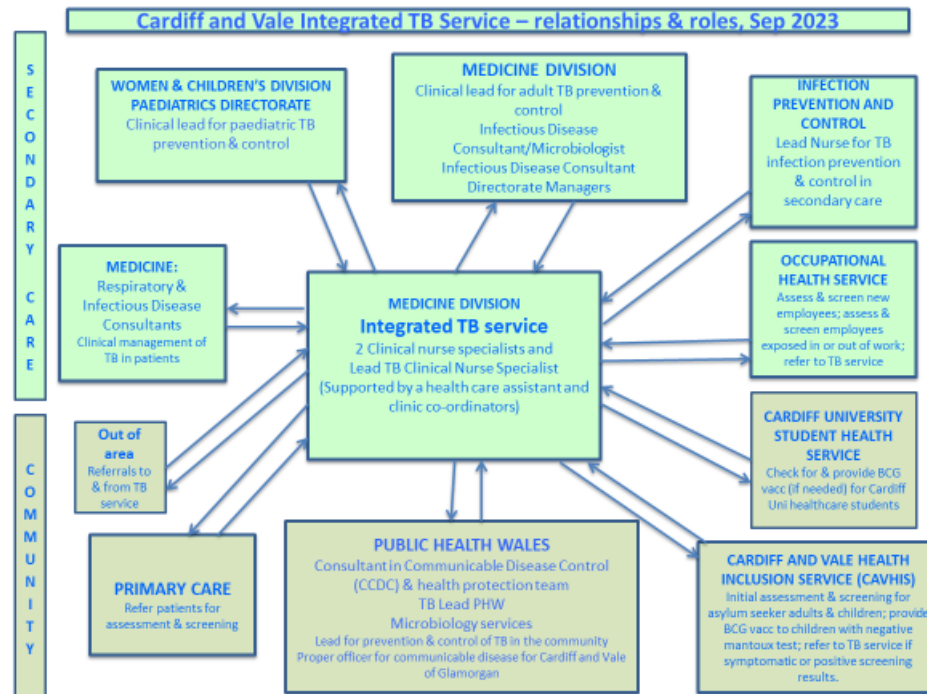 Cardiff and Vale Integrated TB Service – relationships & roles, Sep 2023
S
E
C
O
N
D
A
R
Y
C
A
R
E
WOMEN & CHILDREN'S DIVISION
PAEDIATRICS DIRECTORATE
Clinical lead for paediatric TB
prevention & control
MEDICINE DIVISION
Clinical lead for adult TB prevention &
control
Infectious Disease
Consultant/Microbiologist
Infectious Disease Consultant
Directorate Managers
INFECTION
PREVENTION AND
CONTROL
Lead Nurse for TB
infection prevention
& control in
secondary care
MEDICINE:
Respiratory &
Infectious Disease
Consultants
Clinical management of
TB in patients
MEDICINE DIVISION
Integrated TB service
2 Clinical nurse specialists and
Lead TB Clinical Nurse Specialist
(Supported by a health care assistant and
clinic co-ordinators)
OCCUPATIONAL
HEALTH SERVICE
Assess & screen new
employees; assess &
screen employees
exposed in or out of work;
refer to TB service
C
O
M
M
U
N
I
T
Y
Out of
area
Referrals to
& from TB
service
CARDIFF UNIVERSITY
STUDENT HEALTH
SERVICE
Check for & provide BCG
vacc (if needed) for Cardiff
Uni healthcare students
PRIMARY CARE
Refer patients for
assessment & screening
PUBLIC HEALTH WALES
Consultant in Communicable Disease Control
(CCDC) & health protection team
TB Lead PHW
Microbiology services
Lead for prevention & control of TB in the community
Proper officer for communicable disease for Cardiff and Vale
of Glamorgan
CARDIFF AND VALE HEALTH
INCLUSION SERVICE (CAVHIS)
Initial assessment & screening for
asylum seeker adults & children; provide
BCG vacc to children with negative
mantoux test; refer to TB service if
symptomatic or positive screening
results.